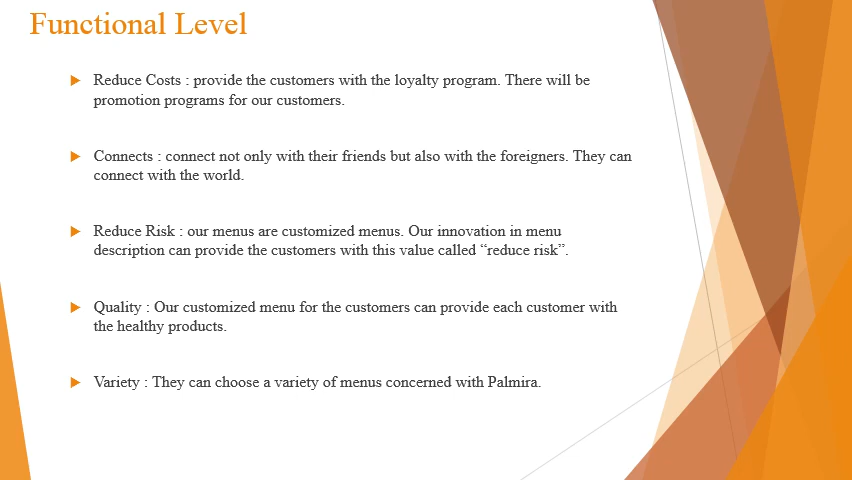 Functional Level
Reduce Costs : provide the customers with the loyalty program. There will be
promotion programs for our customers.
Connects : connect not only with their friends but also with the foreigners. They can
connect with the world.
Reduce Risk : our menus are customized menus. Our innovation in menu
description can provide the customers with this value called “reduce risk”.
Quality : Our customized menu for the customers can provide each customer with
the healthy products.
Variety : They can choose a variety of menus concerned with Palmira.